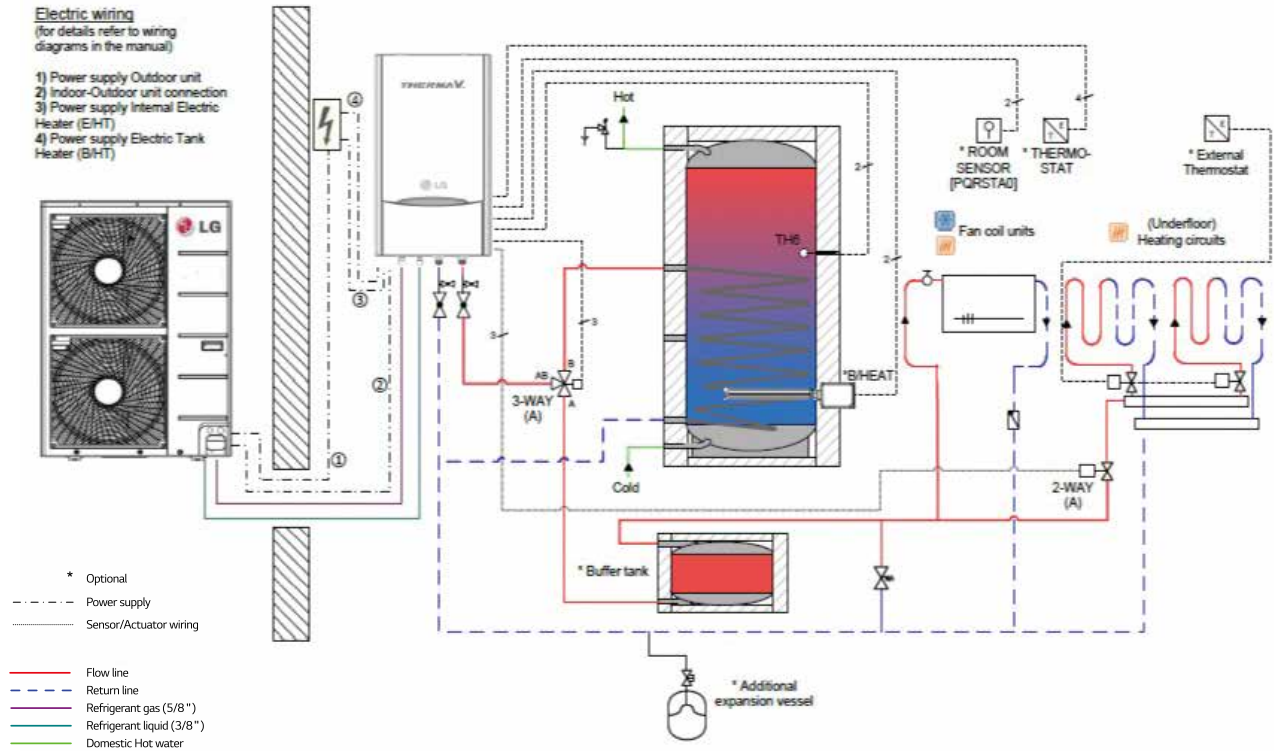 Electric wiring
(for details refer to wiring
diagrams in the manual)
1) Power supply Outdoor unit
2) Indoor-Outdoor unit connection
3) Power supply Internal Electric
Heater (E/HT)
4) Power supply Electric Tank
Heater (B/HT)
④
THERMA V.
LG
Hot
2
4
* ROOM
SENSOR
[PQRSTA0]
* THERMO-
STAT
T E
T E
* External
Thermostat
LG
2
TH6
2
Fan coil units
(Underfloor)
Heating circuits
③
3
3
②
B
AB
A
3-WAY
(A)
*B/HEAT
①
Cold
2-WAY
(A)
* Buffer tank
* Optional
Power supply
Sensor/Actuator wiring
Flow line
Return line
Refrigerant gas (5/8")
Refrigerant liquid (3/8")
Domestic Hot water
* Additional
expansion vessel